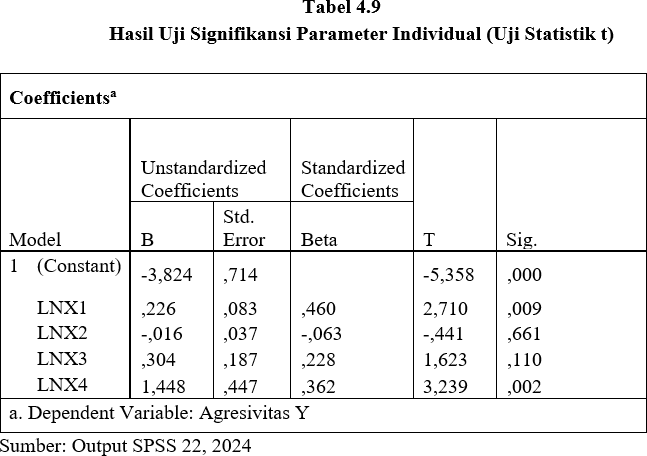 Tabel 4.9
Hasil Uji Signifikansi Parameter Individual (Uji Statistik t)
Coefficientsᵃ
Model Unstandardized Coefficients Standardized Coefficients T Sig.
B Std. Error Beta
1 (Constant) -3,824 ,714 -5,358 ,000
LNX1 ,226 ,083 ,460 2,710 ,009
LNX2 -,016 ,037 -,063 -,441 ,661
LNX3 ,304 ,187 ,228 1,623 ,110
LNX4 1,448 ,447 ,362 3,239 ,002
a. Dependent Variable: Agresivitas Y
Sumber: Output SPSS 22, 2024